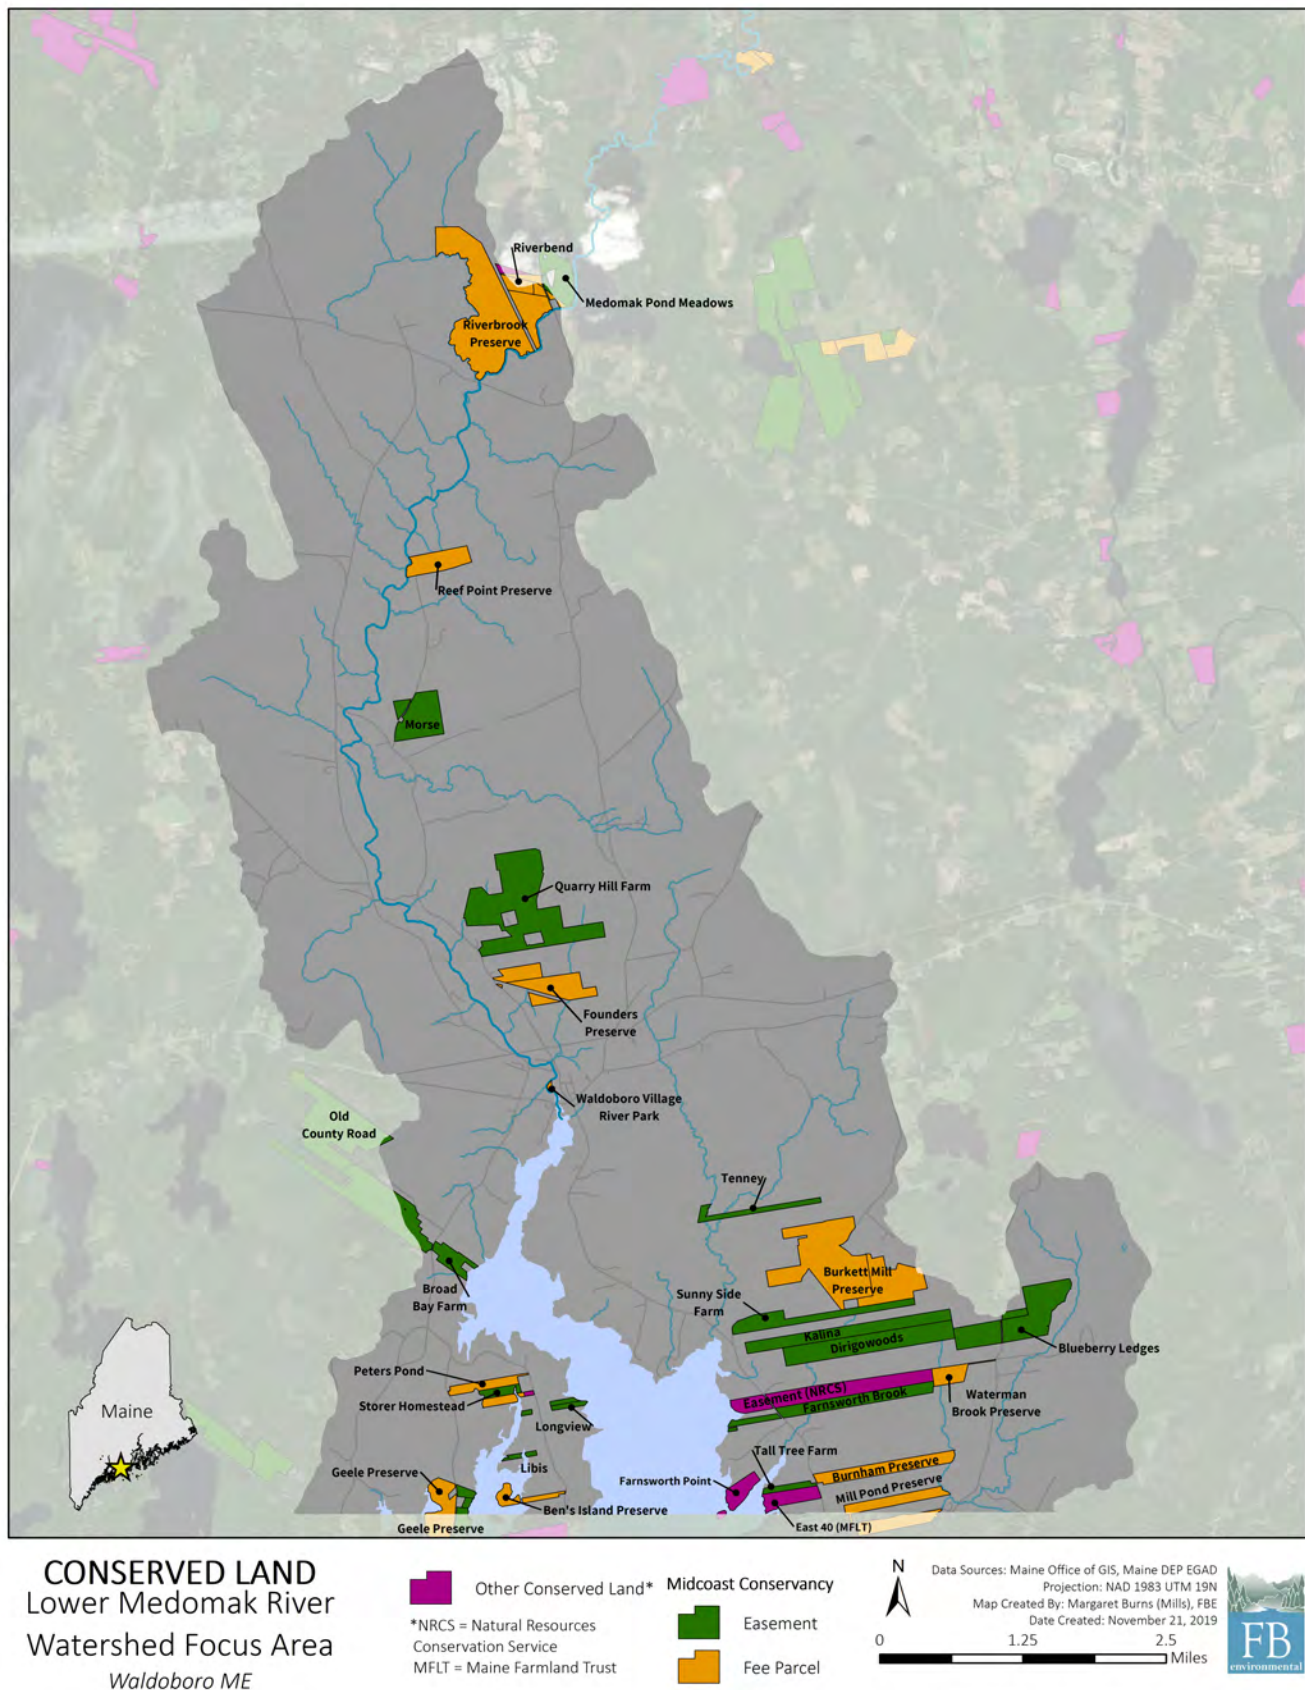 Riverbend
Medomak Pond Meadows
Riverbrook
Preserve
Reef Point Preserve
Morse
Quarry Hill Farm
Founders
Preserve
Waldoboro Village
River Park
Old
County Road
Tenney
Broad
Bay Farm
Burkett Mill
Preserve
Sunny Side
Farm
Kalina
Dirigowoods
Blueberry Ledges
Peters Pond
Storer Homestead
Longview
Easement (NRCS)
Farnsworth Brook
Waterman
Brook Preserve
Maine
Libis
Tall Tree Farm
Geele Preserve
Farnsworth Point
Burnham Preserve
Mill Pond Preserve
Ben's Island Preserve
Geele Preserve
East 40 (MFLT)
CONSERVED LAND
Lower Medomak River
Watershed Focus Area
Waldoboro ME
Other Conserved Land*
*NRCS = Natural Resources
Conservation Service
MFLT = Maine Farmland Trust
Midcoast Conservancy
Easement
Fee Parcel
N
Data Sources: Maine Office of GIS, Maine DEP EGAD
Projection: NAD 1983 UTM 19N
Map Created By: Margaret Burns (Mills), FBE
Date Created: November 21, 2019
0 1.25 2.5
Miles
FB
environmental